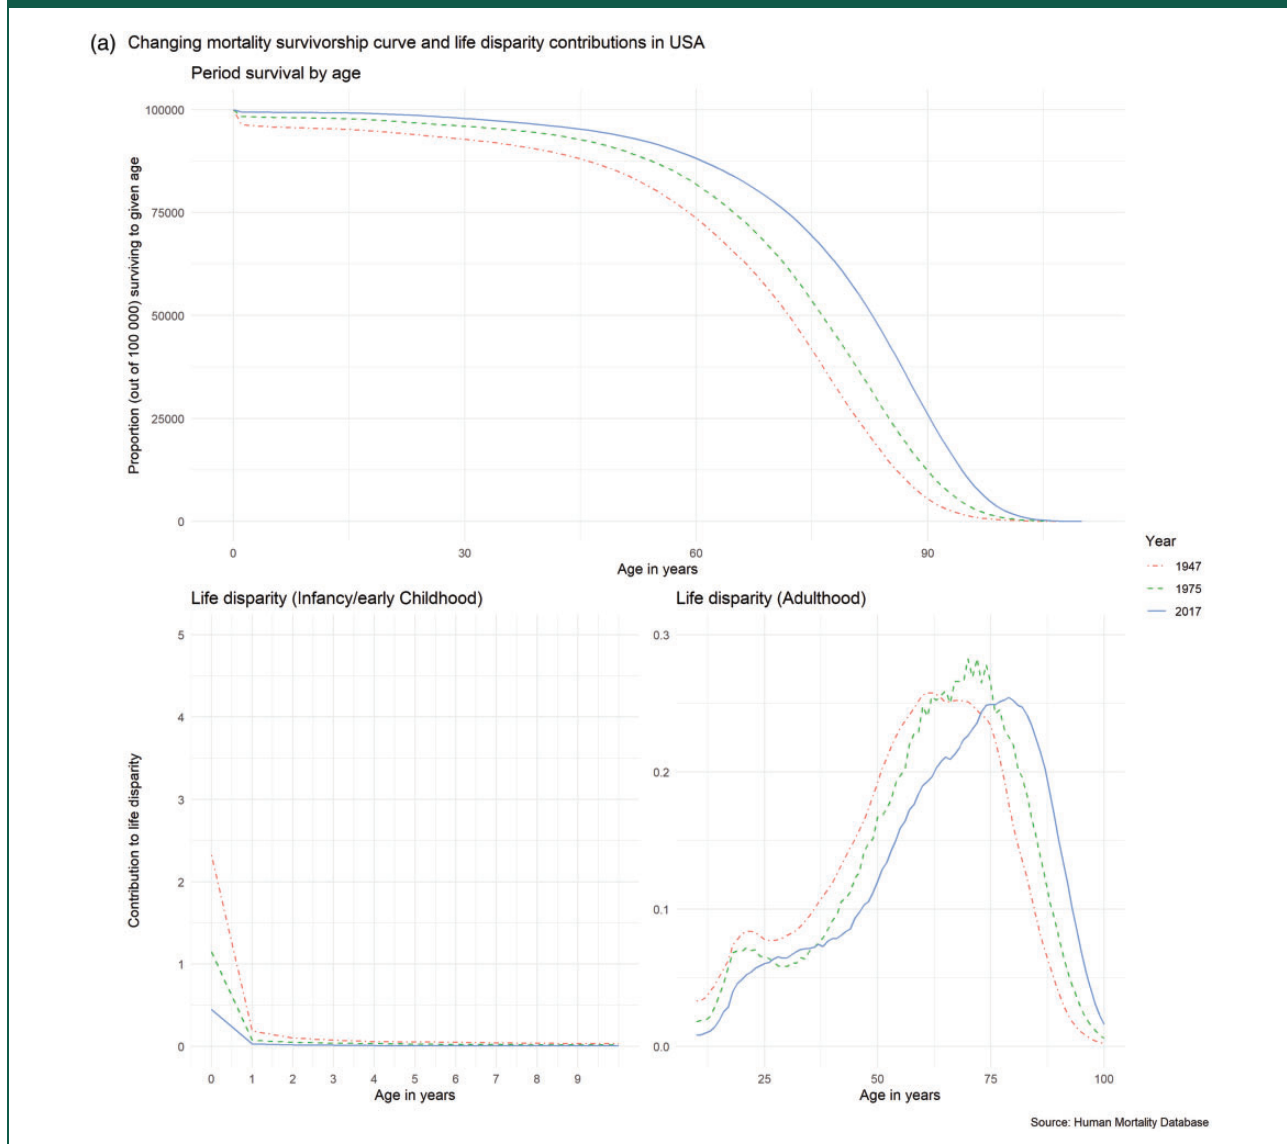 (a) Changing mortality survivorship curve and life disparity contributions in USA
Period survival by age
Proportion (out of 100 000) surviving to given age
100000
75000
50000
25000
0
0 30 60 90
Age in years
Year
1947
1975
2017
Life disparity (Infancy/early Childhood)
Contribution to life disparity
5
4
3
2
1
0
0 1 2 3 4 5 6 7 8 9
Age in years
Life disparity (Adulthood)
0.3
0.2
0.1
0.0
25 50 75 100
Age in years
Source: Human Mortality Database